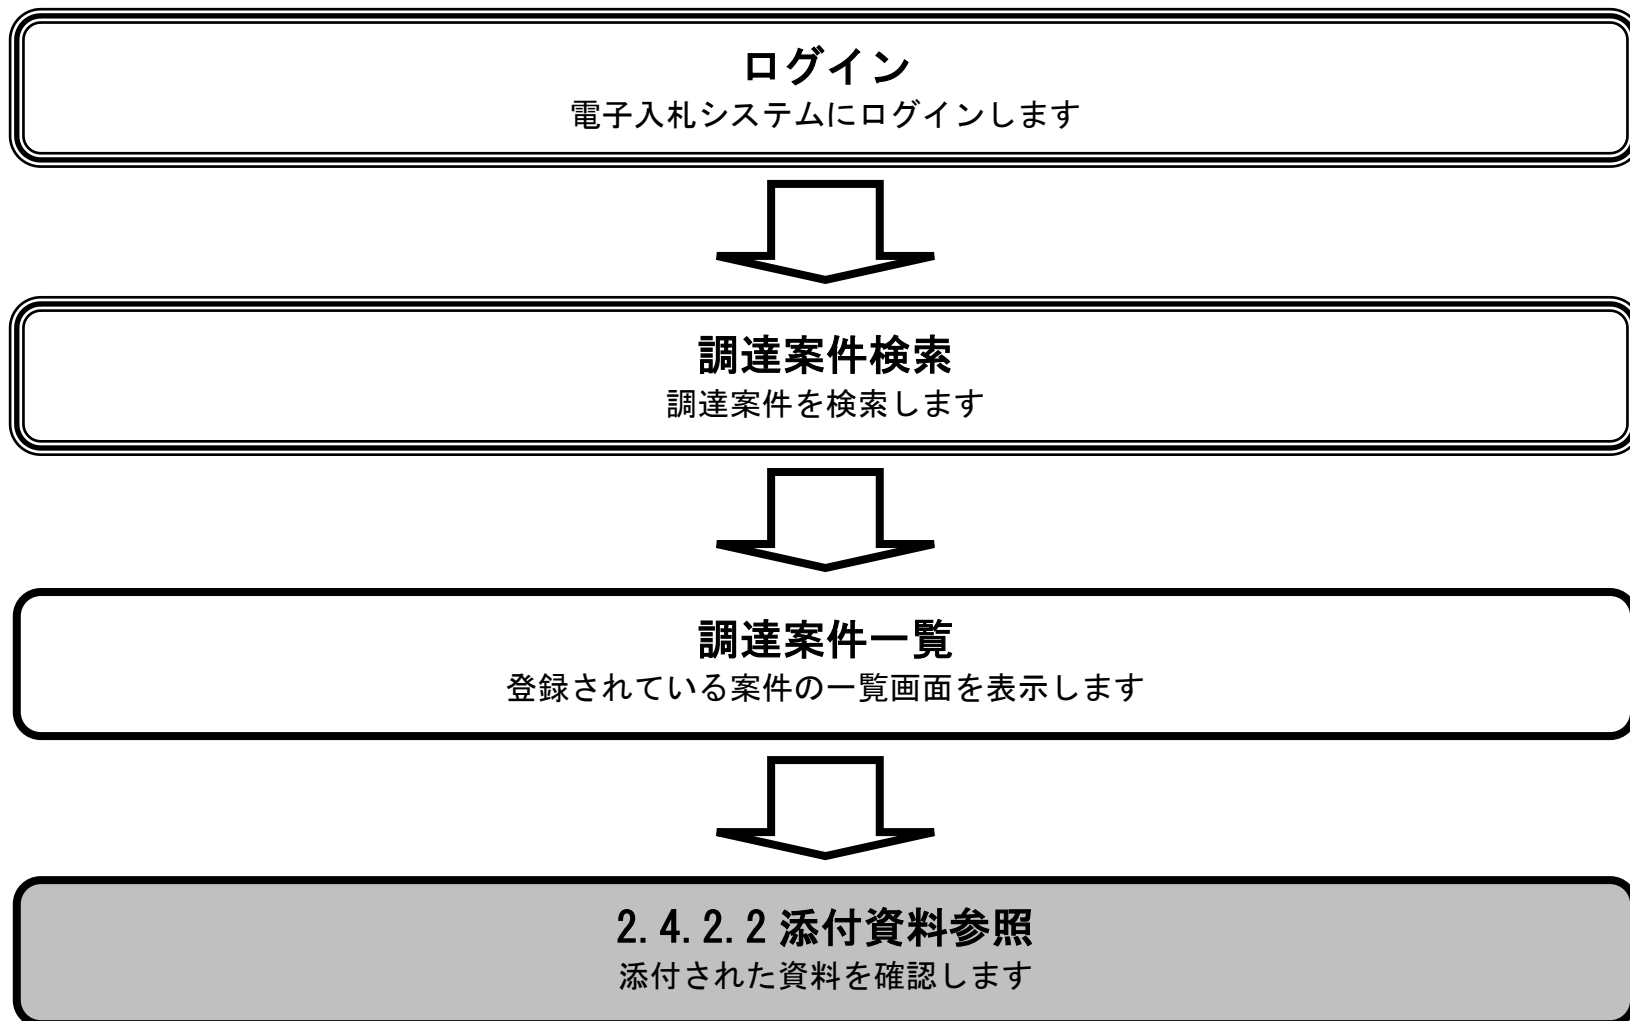 ログイン
電子入札システムにログインします
調達案件検索
調達案件を検索します
調達案件一覧
登録されている案件の一覧画面を表示します
2.4.2.2 添付資料参照
添付された資料を確認します